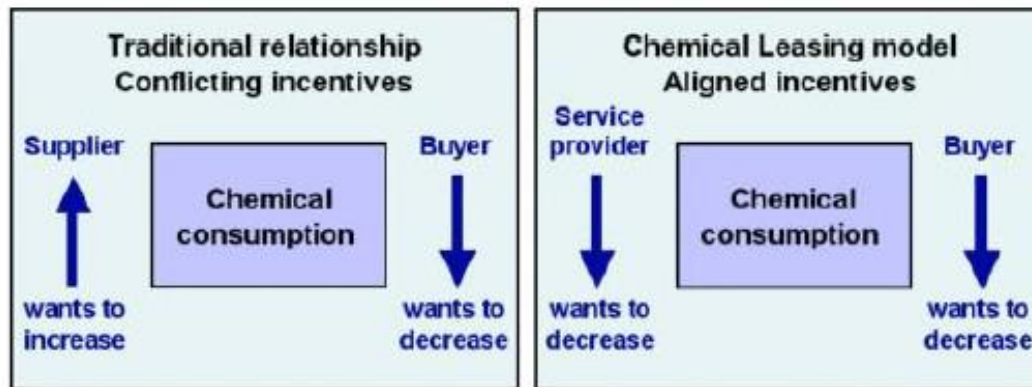 Traditional relationship
Conflicting incentives
Supplier
Buyer
Chemical
consumption
wants to
increase
wants to
decrease
Chemical Leasing model
Aligned incentives
Service
provider
Buyer
Chemical
consumption
wants to
decrease
wants to
decrease